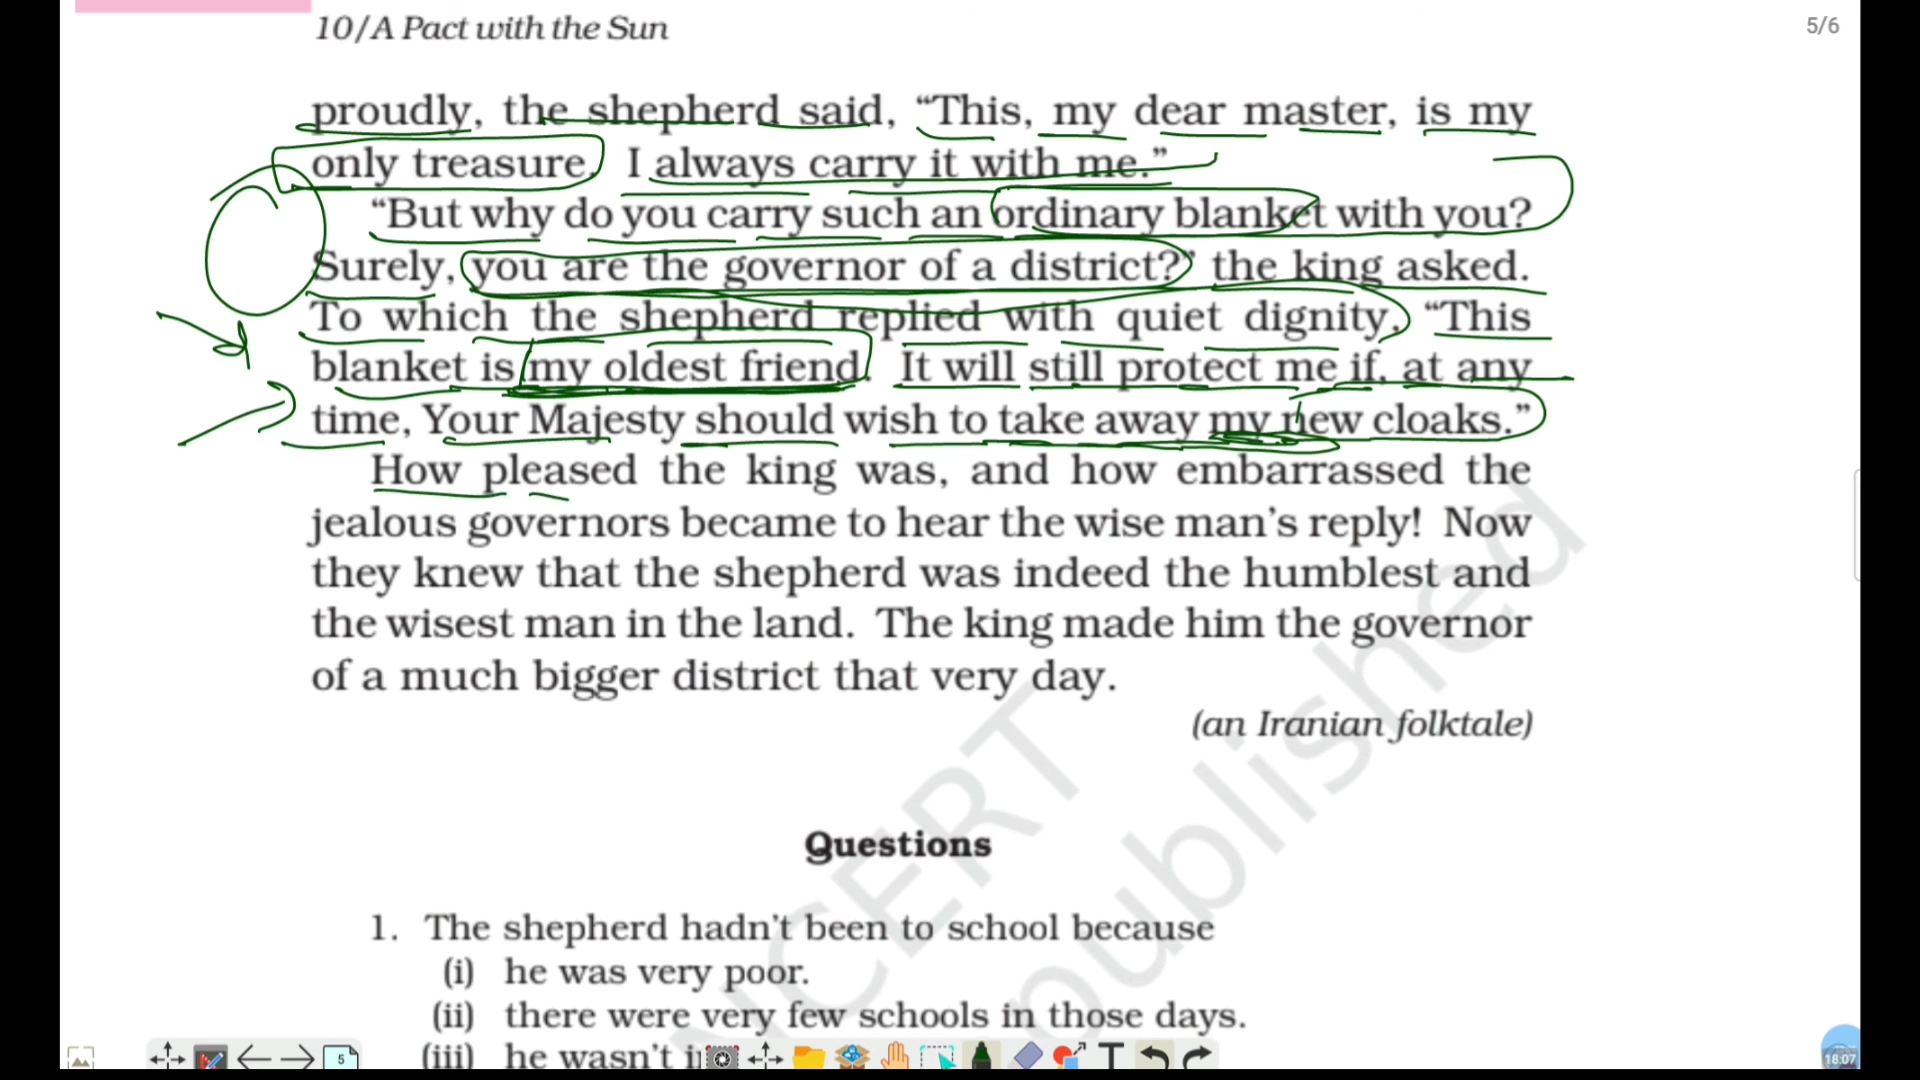 10/A Pact with the Sun
5/6
proudly, the shepherd said, “This, my dear master, is my
only treasure. I always carry it with me.”
“But why do you carry such an ordinary blanket with you?
Surely, you are the governor of a district?” the king asked.
To which the shepherd replied with quiet dignity, “This
blanket is my oldest friend. It will still protect me if, at any
time, Your Majesty should wish to take away my new cloaks.”
How pleased the king was, and how embarrassed the
jealous governors became to hear the wise man’s reply! Now
they knew that the shepherd was indeed the humblest and
the wisest man in the land. The king made him the governor
of a much bigger district that very day.
(an Iranian folktale)
NCERT
published
Questions
1. The shepherd hadn’t been to school because
(i) he was very poor.
(ii) there were very few schools in those days.
(iii) he wasn’t
5
T
18:07